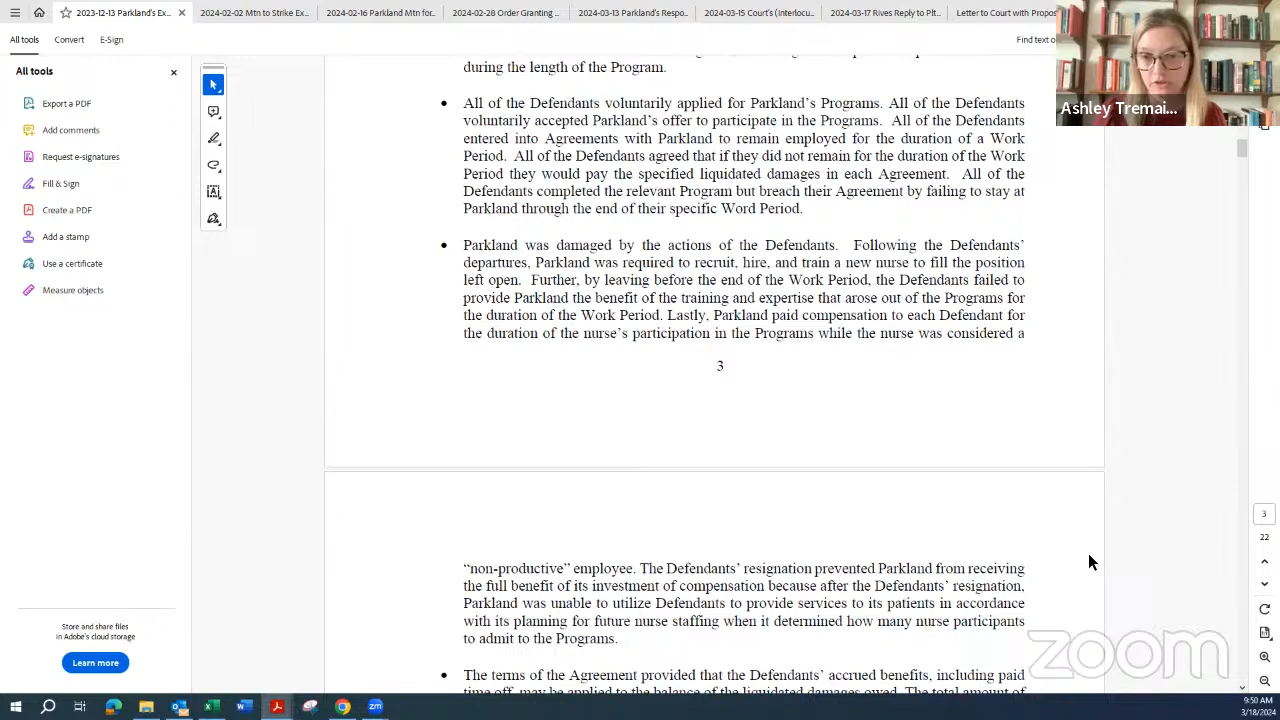 2023-12-13 Parkland's Ex...
2024-02-02 Mtn to Strike Ex...
2024-02-16 Parkland Mtn for...
2024-02-28 Order Granting ...
2024-03-13 Parkland's Respo...
2024-03-15 Court's (Interlocu...
2024-03-17 Rives Reply to Plt...
Letter to Court with Propos
All tools
Convert
E-Sign
Find text o
All tools
Export a PDF
Add comments
Request e-signatures
Fill & Sign
Create a PDF
Add a stamp
Use a certificate
Measure objects
Store and share files
in Adobe's cloud storage
Learn more
during the length of the Program.
• All of the Defendants voluntarily applied for Parkland's Programs. All of the Defendants
voluntarily accepted Parkland's offer to participate in the Programs. All of the Defendants
entered into Agreements with Parkland to remain employed for the duration of a Work
Period. All of the Defendants agreed that if they did not remain for the duration of the Work
Period they would pay the specified liquidated damages in each Agreement. All of the
Defendants completed the relevant Program but breach their Agreement by failing to stay at
Parkland through the end of their specific Word Period.
• Parkland was damaged by the actions of the Defendants. Following the Defendants'
departures, Parkland was required to recruit, hire, and train a new nurse to fill the position
left open. Further, by leaving before the end of the Work Period, the Defendants failed to
provide Parkland the benefit of the training and expertise that arose out of the Programs for
the duration of the Work Period. Lastly, Parkland paid compensation to each Defendant for
the duration of the nurse's participation in the Programs while the nurse was considered a
3
“non-productive” employee. The Defendants' resignation prevented Parkland from receiving
the full benefit of its investment of compensation because after the Defendants' resignation,
Parkland was unable to utilize Defendants to provide services to its patients in accordance
with its planning for future nurse staffing when it determined how many nurse participants
to admit to the Programs.
• The terms of the Agreement provided that the Defendants' accrued benefits, including paid
time off, may be applied to the balance of the liquidated damages owed. The total amount of
Ashley Tremai...
3
22
zoom
9:50 AM
3/18/2024